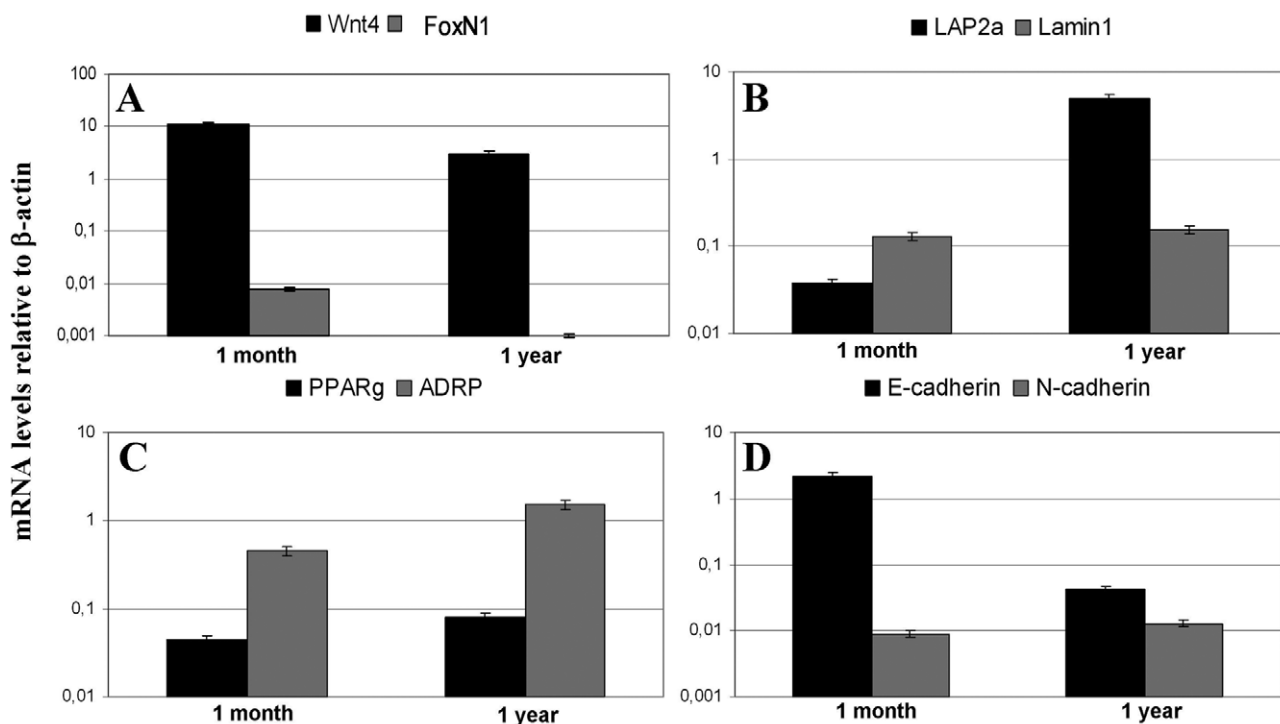 mRNA levels relative to β-actin
Wnt4 FoxN1
A
100
10
1
0,1
0,01
0,001
1 month 1 year
LAP2a Lamin1
B
10
1
0,1
0,01
1 month 1 year
PPARg ADRP
C
10
1
0,1
0,01
1 month 1 year
E-cadherin N-cadherin
D
10
1
0,1
0,01
0,001
1 month 1 year